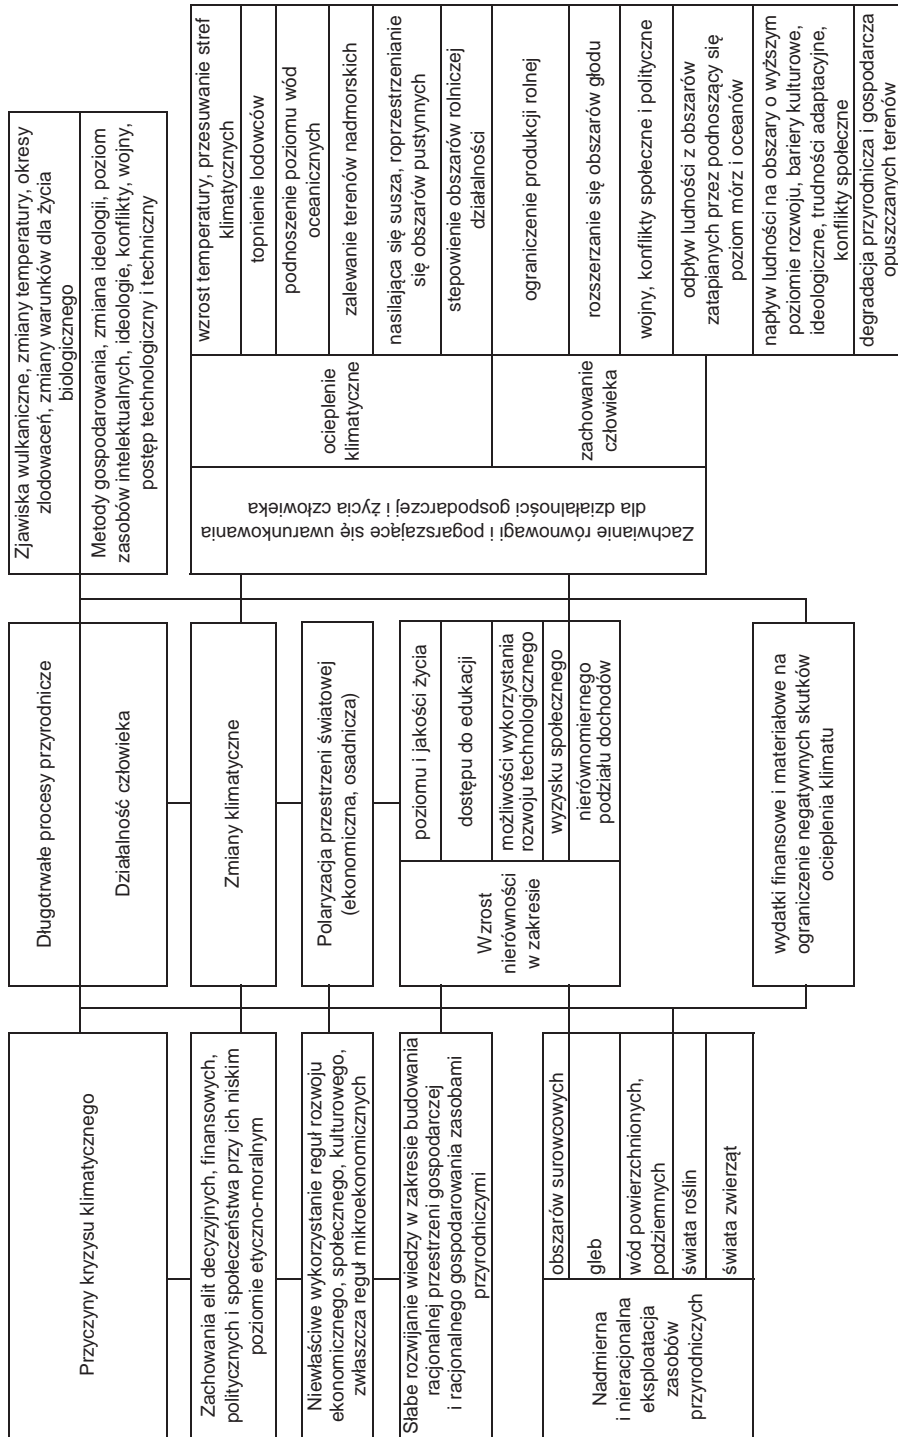 Przyczyny kryzysu klimatycznego
Zachowania elit decyzyjnych, finansowych,
politycznych i społeczeństwa przy ich niskim
poziomie etyczno-moralnym
Niewłaściwe wykorzystanie reguł rozwoju
ekonomicznego, społecznego, kulturowego,
zwłaszcza reguł mikroekonomicznych
Słabe rozwijanie wiedzy w zakresie budowania
racjonalnej przestrzeni gospodarczej
i racjonalnego gospodarowania zasobami
przyrodniczymi
Nadmierna
i nieracjonalna
eksploatacja
zasobów
przyrodniczych
obszarów surowcowych
gleb
wód powierzchnionych,
podziemnych
świata roślin
świata zwierząt
Długotrwałe procesy przyrodnicze
Działalność człowieka
Zmiany klimatyczne
Polaryzacja przestrzeni światowej
(ekonomiczna, osadnicza)
Wzrost
nierówności
w zakresie
poziomu i jakości życia
dostępu do edukacji
możliwości wykorzystania
rozwoju technologicznego
wyzysku społecznego
nierównomiernego
podziału dochodów
wydatki finansowe i materiałowe na
ograniczenie negatywnych skutków
ocieplenia klimatu
Zjawiska wulkaniczne, zmiany temperatury, okresy
zlodowaceń, zmiany warunków dla życia
biologicznego
Metody gospodarowania, zmiana ideologii, poziom
zasobów intelektualnych, ideologie, konflikty, wojny,
postęp technologiczny i techniczny
Zachwianie równowagi i pogarszające się uwarunkowania
dla działalności gospodarczej i życia człowieka
ocieplenie
klimatyczne
wzrost temperatury, przesuwanie stref
klimatycznych
topnienie lodowców
podnoszenie poziomu wód
oceanicznych
zalewanie terenów nadmorskich
nasilająca się susza, roprzestrzenianie
się obszarów pustynnych
stepowienie obszarów rolniczej
działalności
zachowanie
człowieka
ograniczenie produkcji rolnej
rozszerzanie się obszarów głodu
wojny, konflikty społeczne i polityczne
odpływ ludności z obszarów
zatapianych przez podnoszący się
poziom mórz i oceanów
napływ ludności na obszary o wyższym
poziomie rozwoju, bariery kulturowe,
ideologiczne, trudności adaptacyjne,
konflikty społeczne
degradacja przyrodnicza i gospodarcza
opuszczanych terenów